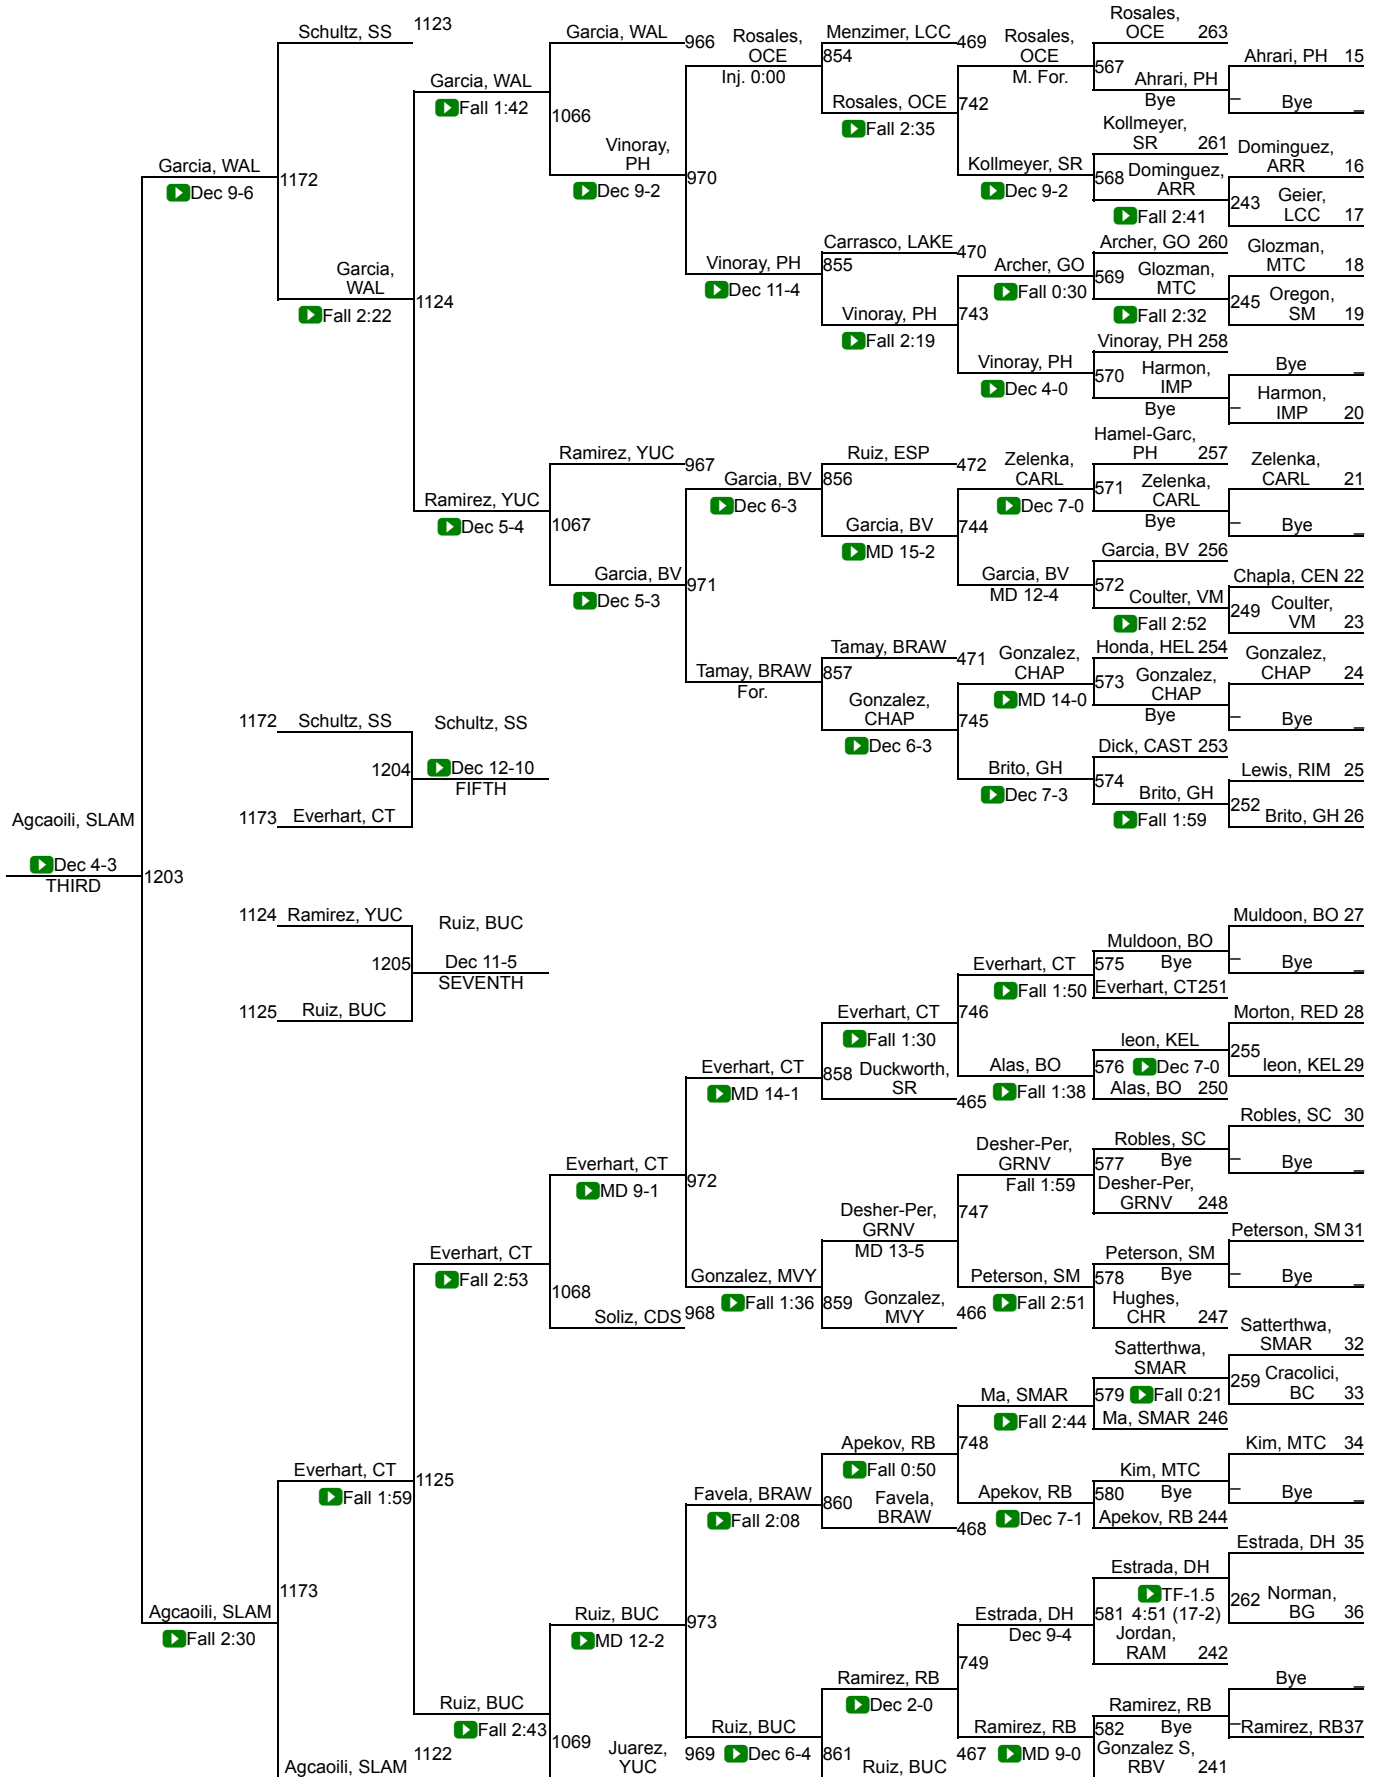 Rosales,
OCE 263
Schultz, SS 1123
Garcia, WAL 966
Rosales,
OCE
Inj. 0:00
Menzimer, LCC 469
854
Rosales,
OCE
M. For.
567
Ahrari, PH
Bye
Ahrari, PH 15
_ Bye _
Garcia, WAL
Fall 1:42
1066
Rosales, OCE
Fall 2:35
742
Kollmeyer,
SR 261
Vinoray,
PH
Dec 9-2
970
Kollmeyer, SR
Dec 9-2
568
Dominguez,
ARR
Fall 2:41
Dominguez,
ARR 16
243
Geier,
LCC 17
Garcia, WAL
Dec 9-6
1172
Carrasco, LAKE 470
Archer, GO 260
Glozman,
MTC 18
Vinoray, PH
Dec 11-4
855
Archer, GO
Fall 0:30
569
Glozman,
MTC
Fall 2:32
245
Oregon,
SM 19
Garcia,
WAL
Fall 2:22
1124
Vinoray, PH
Fall 2:19
743
Vinoray, PH 258
Vinoray, PH
Dec 4-0
570
Harmon,
IMP
Bye
Bye _
_ Harmon,
IMP 20
Ramirez, YUC 967
Ruiz, ESP 472
Hamel-Garc,
PH 257
Zelenka,
CARL 21
Garcia, BV
Dec 6-3
856
Zelenka,
CARL
Dec 7-0
571
Zelenka,
CARL
Bye
_ Bye _
Ramirez, YUC
Dec 5-4
1067
Garcia, BV
MD 15-2
744
Garcia, BV 256
Garcia, BV
Dec 5-3
971
Garcia, BV
MD 12-4
572
Coulter, VM
Fall 2:52
Chapla, CEN 22
249
Coulter,
VM 23
Tamay, BRAW 471
Honda, HEL 254
Gonzalez,
CHAP 24
Tamay, BRAW
For.
857
Gonzalez,
CHAP
MD 14-0
573
Gonzalez,
CHAP
Bye
_ Bye _
Gonzalez,
CHAP
Dec 6-3
745
1172 Schultz, SS
Schultz, SS
1204
Dec 12-10
FIFTH
1173 Everhart, CT
Dick, CAST 253
Brito, GH
Dec 7-3
574
Brito, GH
Fall 1:59
Lewis, RIM 25
252
Brito, GH 26
Agcaoili, SLAM
Dec 4-3
THIRD
1203
1124 Ramirez, YUC
Ruiz, BUC
1205
Dec 11-5
SEVENTH
1125 Ruiz, BUC
Muldoon, BO 27
Muldoon, BO
Bye
575
Everhart, CT 251
_ Bye _
Everhart, CT
Fall 1:50
746
Everhart, CT
Fall 1:30
858
Duckworth,
SR
465
Morton, RED 28
Ieon, KEL
576
Dec 7-0
Alas, BO 250
255
Ieon, KEL 29
Alas, BO
Fall 1:38
Everhart, CT
MD 14-1
972
Robles, SC 30
Robles, SC
577
Bye
_ Bye _
Desher-Per,
GRNV 248
Desher-Per,
GRNV
Fall 1:59
747
Everhart, CT
MD 9-1
Desher-Per,
GRNV
MD 13-5
Peterson, SM 31
Peterson, SM
578
Bye
_ Bye _
Hughes,
CHR 247
Peterson, SM
Fall 2:51
Everhart, CT
Fall 2:53
1068
Gonzalez, MVY
Fall 1:36
859
Gonzalez,
MVY
466
Soliz, CDS 968
Satterthwa,
SMAR 32
Satterthwa,
SMAR
259
Cracolici,
BC 33
Ma, SMAR
Fall 2:44
579
Fall 0:21
Ma, SMAR 246
Apekov, RB
Fall 0:50
748
Kim, MTC 34
Kim, MTC
580
Bye
_ Bye _
Apekov, RB 244
Apekov, RB
Dec 7-1
Everhart, CT
Fall 1:59
1125
Favela, BRAW
Fall 2:08
860
Favela,
BRAW
468
Estrada, DH 35
Estrada, DH
TF-1.5
581
4:51 (17-2)
Jordan,
RAM 242
262
Norman,
BG 36
1173
Agcaoili, SLAM
Fall 2:30
Ruiz, BUC
MD 12-2
973
Estrada, DH
Dec 9-4
749
Ramirez, RB
Dec 2-0
Bye _
Ramirez, RB
582
Bye
_ Ramirez, RB 37
Gonzalez S,
RBV 241
Ruiz, BUC
Fall 2:43
1069
Ruiz, BUC
Dec 6-4
861
Ramirez, RB
MD 9-0
467
Agcaoili, SLAM 1122
Juarez,
YUC 969
Ruiz, BUC